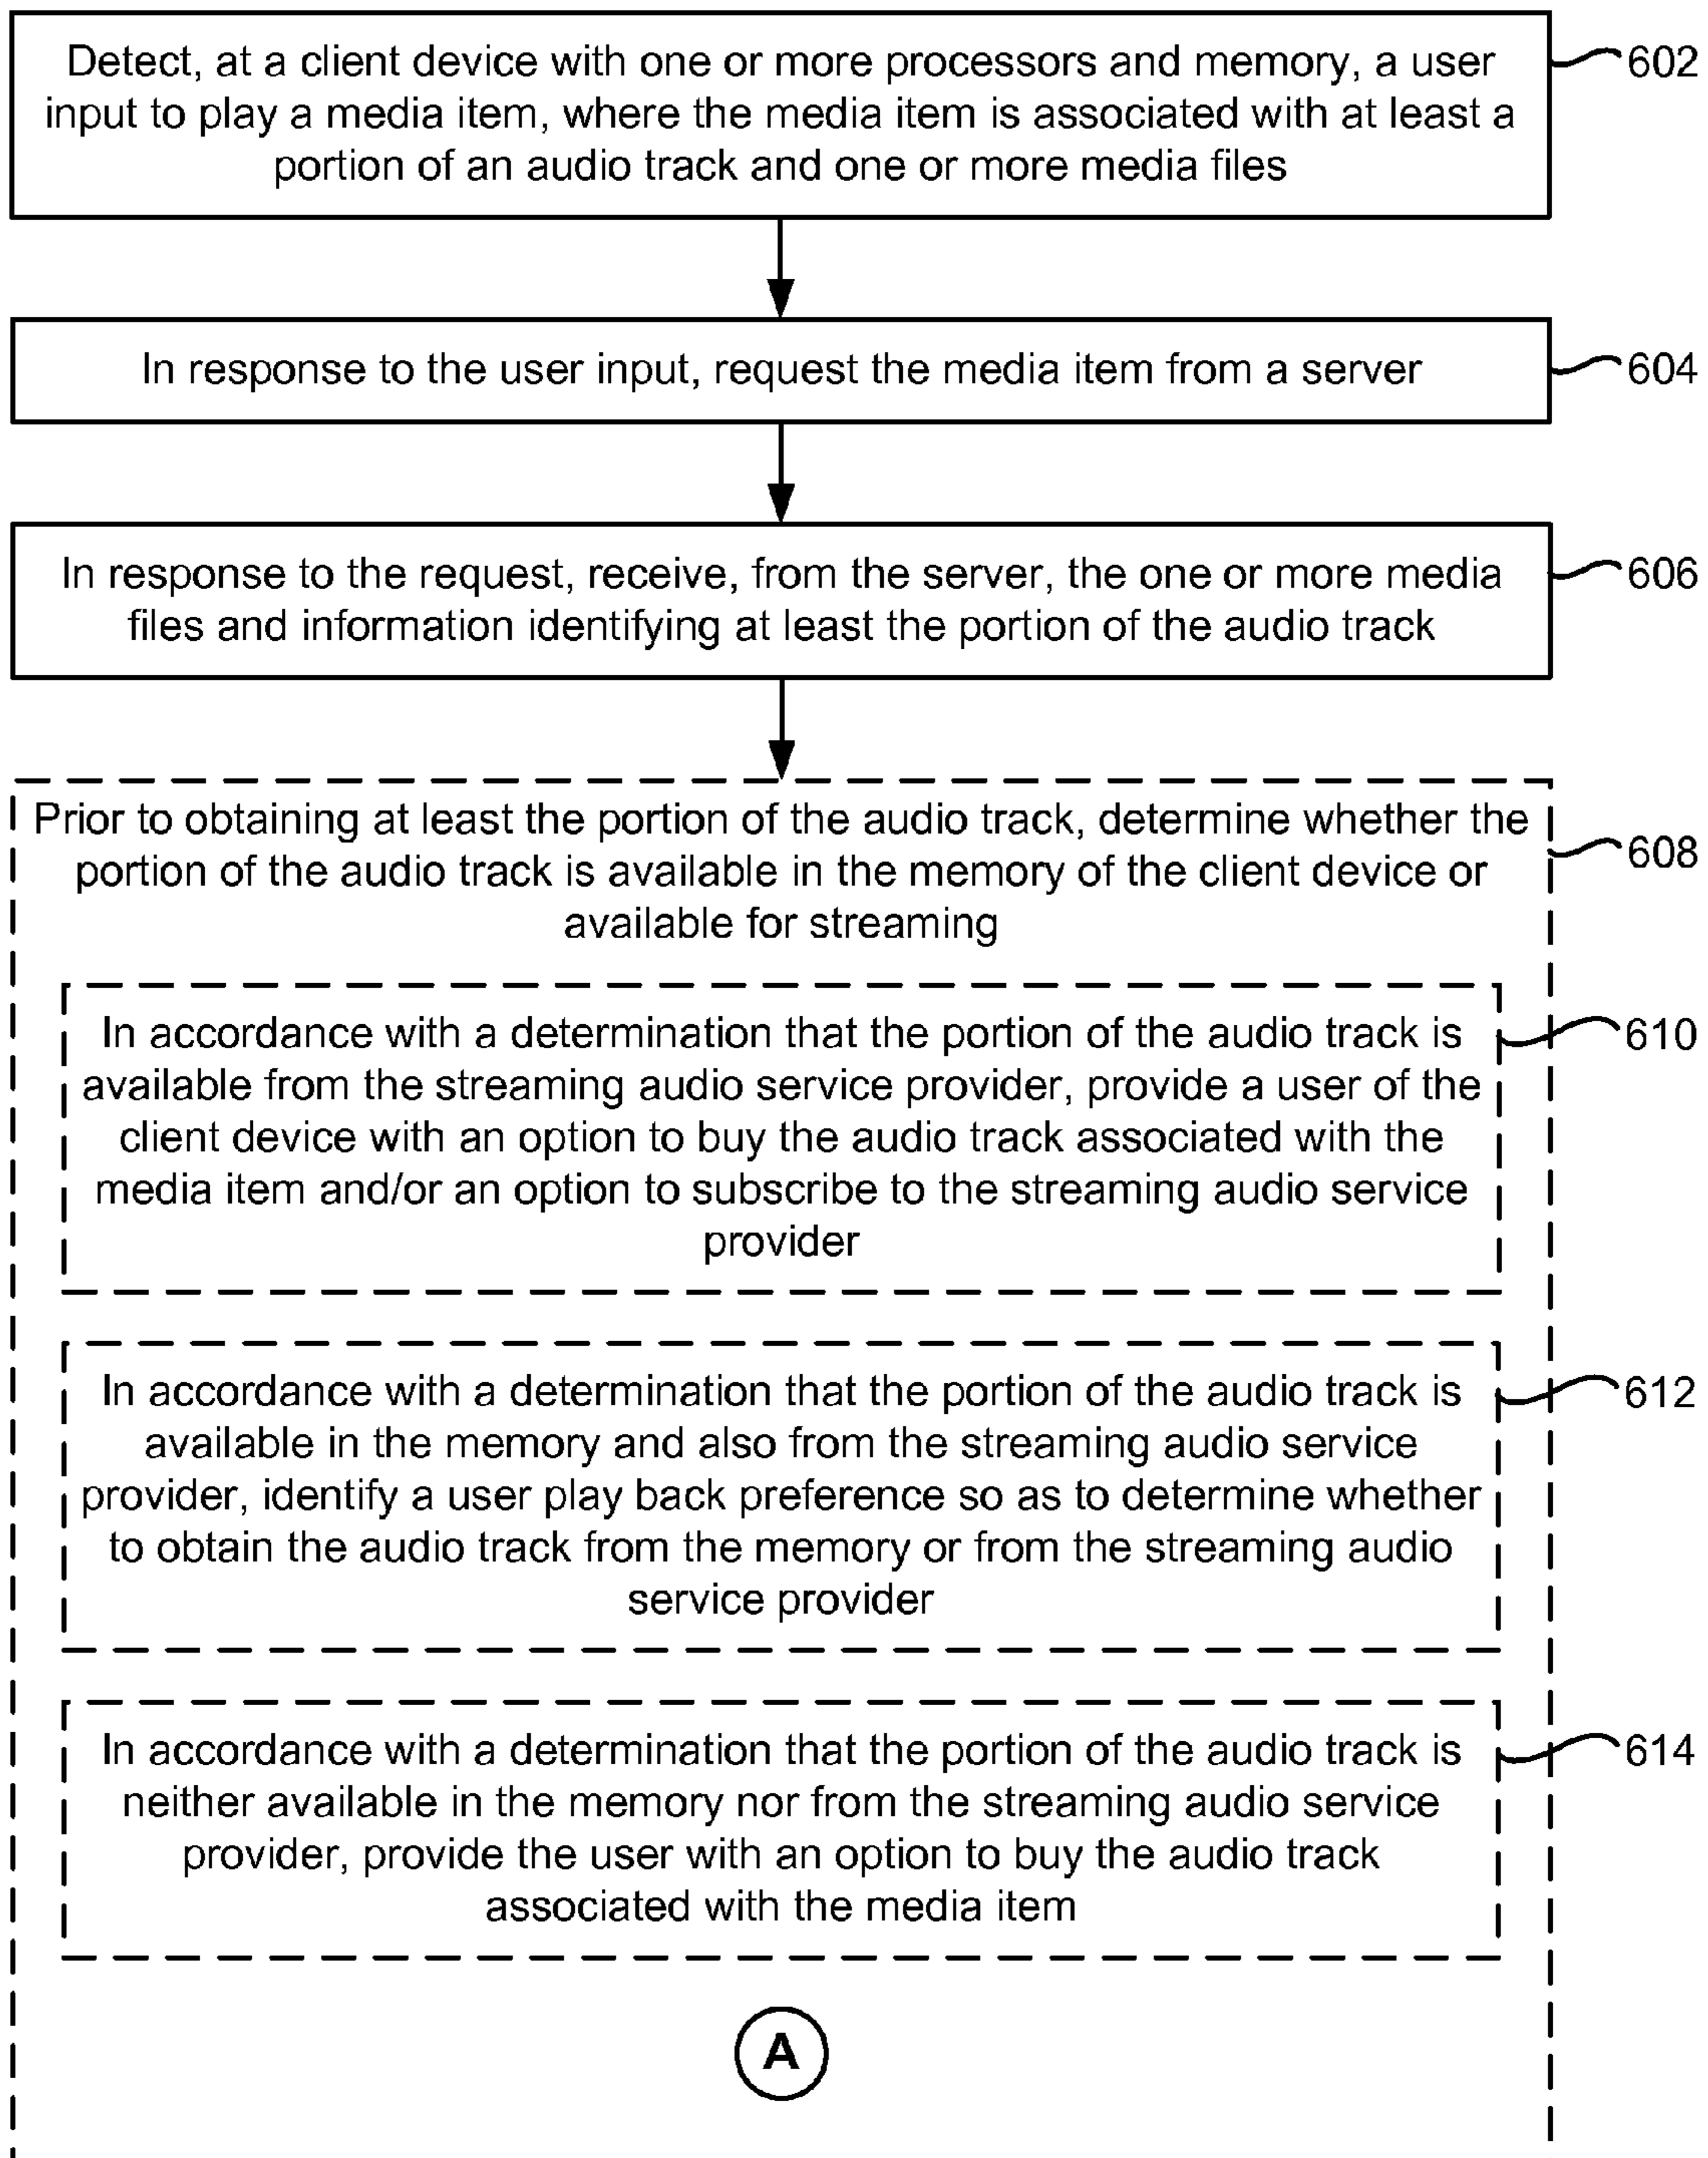 Detect, at a client device with one or more processors and memory, a user
input to play a media item, where the media item is associated with at least a
portion of an audio track and one or more media files
602
In response to the user input, request the media item from a server
604
In response to the request, receive, from the server, the one or more media
files and information identifying at least the portion of the audio track
606
Prior to obtaining at least the portion of the audio track, determine whether the
portion of the audio track is available in the memory of the client device or
available for streaming
608
In accordance with a determination that the portion of the audio track is
available from the streaming audio service provider, provide a user of the
client device with an option to buy the audio track associated with the
media item and/or an option to subscribe to the streaming audio service
provider
610
In accordance with a determination that the portion of the audio track is
available in the memory and also from the streaming audio service
provider, identify a user play back preference so as to determine whether
to obtain the audio track from the memory or from the streaming audio
service provider
612
In accordance with a determination that the portion of the audio track is
neither available in the memory nor from the streaming audio service
provider, provide the user with an option to buy the audio track
associated with the media item
614
A